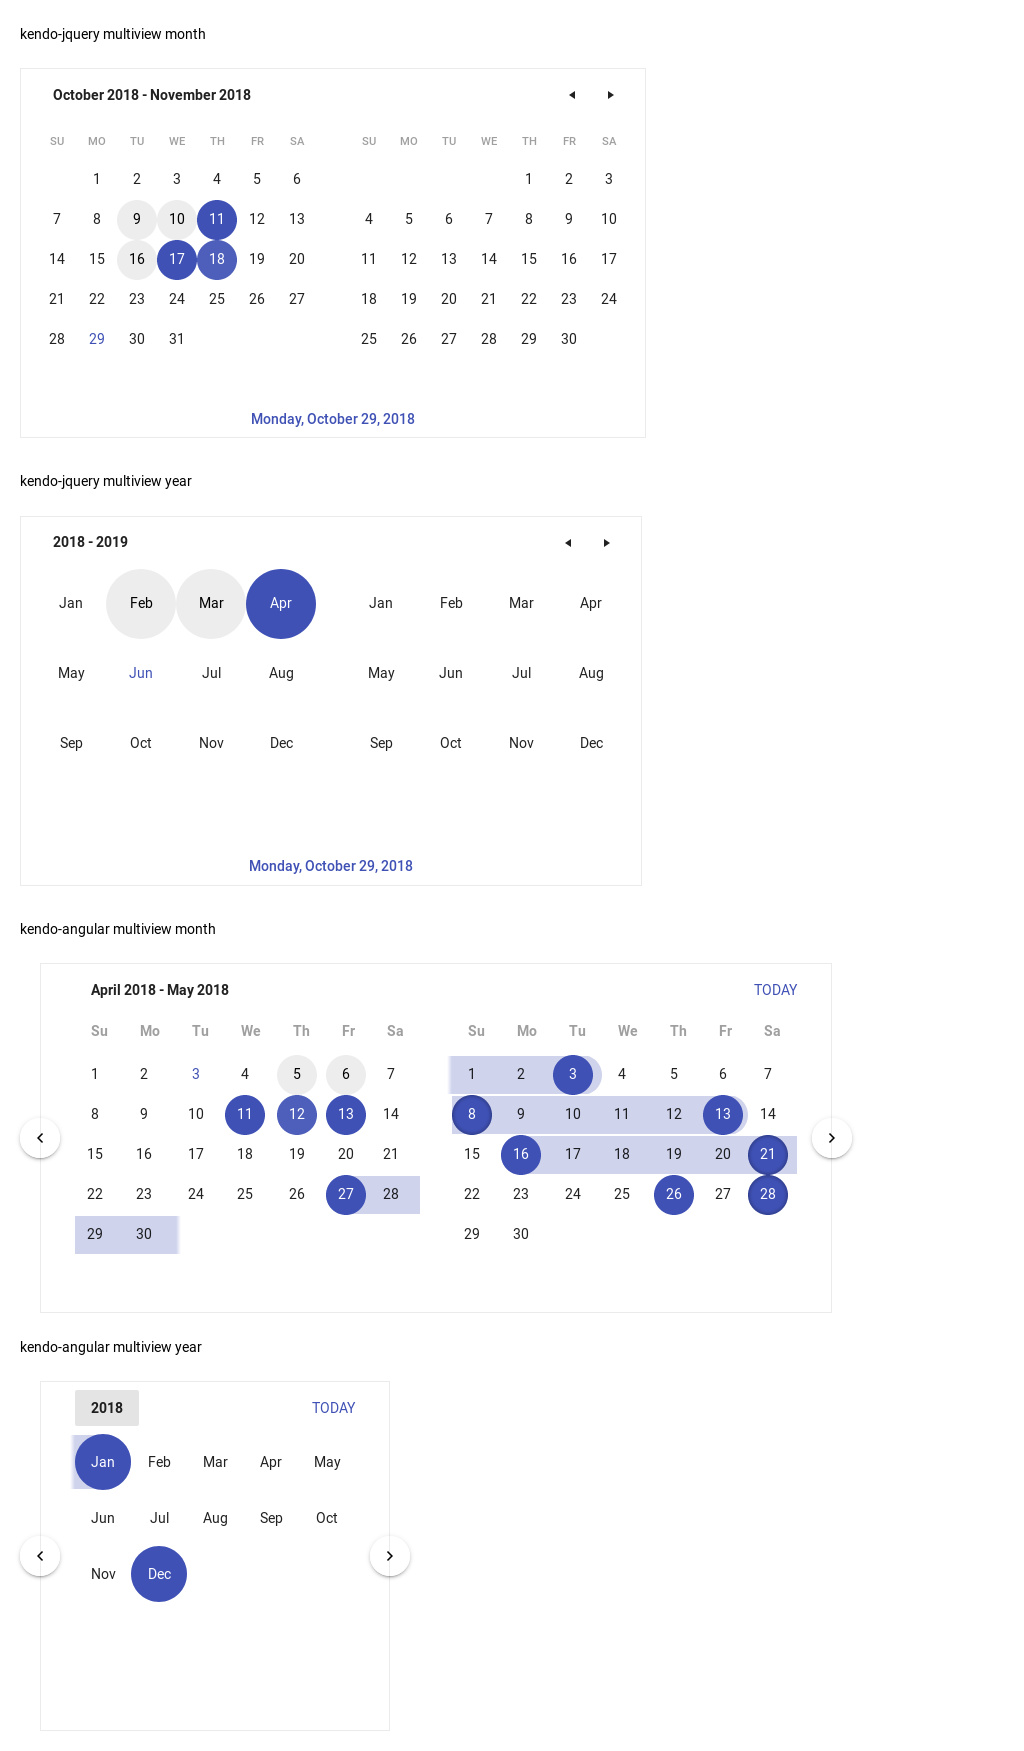 kendo-jquery multiview month
October 2018 - November 2018
SU MO TU WE TH FR SA SU MO TU WE TH FR SA
1 2 3 4 5 6 1 2 3
7 8 9 10 11 12 13 4 5 6 7 8 9 10
14 15 16 17 18 19 20 11 12 13 14 15 16 17
21 22 23 24 25 26 27 18 19 20 21 22 23 24
28 29 30 31 25 26 27 28 29 30
Monday, October 29, 2018
kendo-jquery multiview year
2018 - 2019
Jan Feb Mar Apr Jan Feb Mar Apr
May Jun Jul Aug May Jun Jul Aug
Sep Oct Nov Dec Sep Oct Nov Dec
Monday, October 29, 2018
kendo-angular multiview month
April 2018 - May 2018 TODAY
Su Mo Tu We Th Fr Sa Su Mo Tu We Th Fr Sa
1 2 3 4 5 6 7 1 2 3 4 5 6 7
8 9 10 11 12 13 14 8 9 10 11 12 13 14
15 16 17 18 19 20 21 15 16 17 18 19 20 21
22 23 24 25 26 27 28 22 23 24 25 26 27 28
29 30 29 30
kendo-angular multiview year
2018 TODAY
Jan Feb Mar Apr May
Jun Jul Aug Sep Oct
Nov Dec